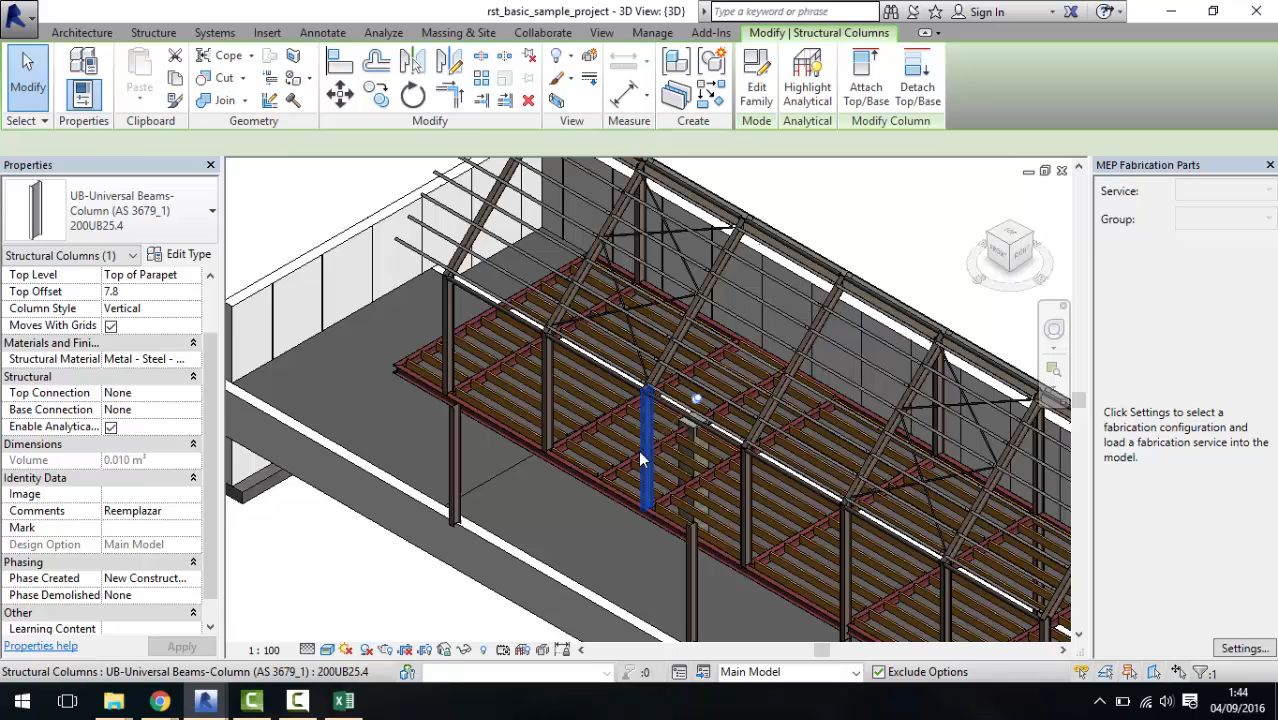 rst_basic_sample_project - 3D View: {3D}
Type a keyword or phrase
Sign In
Architecture Structure Systems Insert Annotate Analyze Massing & Site Collaborate View Manage Add-Ins Modify | Structural Columns
Modify
Select
Properties
Paste
Clipboard
Cope
Cut
Join
Geometry
Modify
View
Measure
Create
Edit
Family
Mode
Highlight
Analytical
Analytical
Attach
Top/Base
Detach
Top/Base
Modify Column
Properties
UB-Universal Beams-
Column (AS 3679_1)
200UB25.4
Structural Columns (1)
Edit Type
Top Level Top of Parapet
Top Offset 7.8
Column Style Vertical
Moves With Grids
Materials and Fini...
Structural Material Metal - Steel - ...
Structural
Top Connection None
Base Connection None
Enable Analytica...
Dimensions
Volume 0.010 m³
Identity Data
Image
Comments Reemplazar
Mark
Design Option Main Model
Phasing
Phase Created New Construct...
Phase Demolished None
Other
Learning Content
Properties help
Apply
TOP
FRONT
MEP Fabrication Parts
Service:
Group:
Click Settings to select a
fabrication configuration and
load a fabrication service into the
model.
Settings...
1 : 100
Structural Columns : UB-Universal Beams-Column (AS 3679_1) : 200UB25.4
:0
Main Model
Exclude Options
:1
1:44
04/09/2016